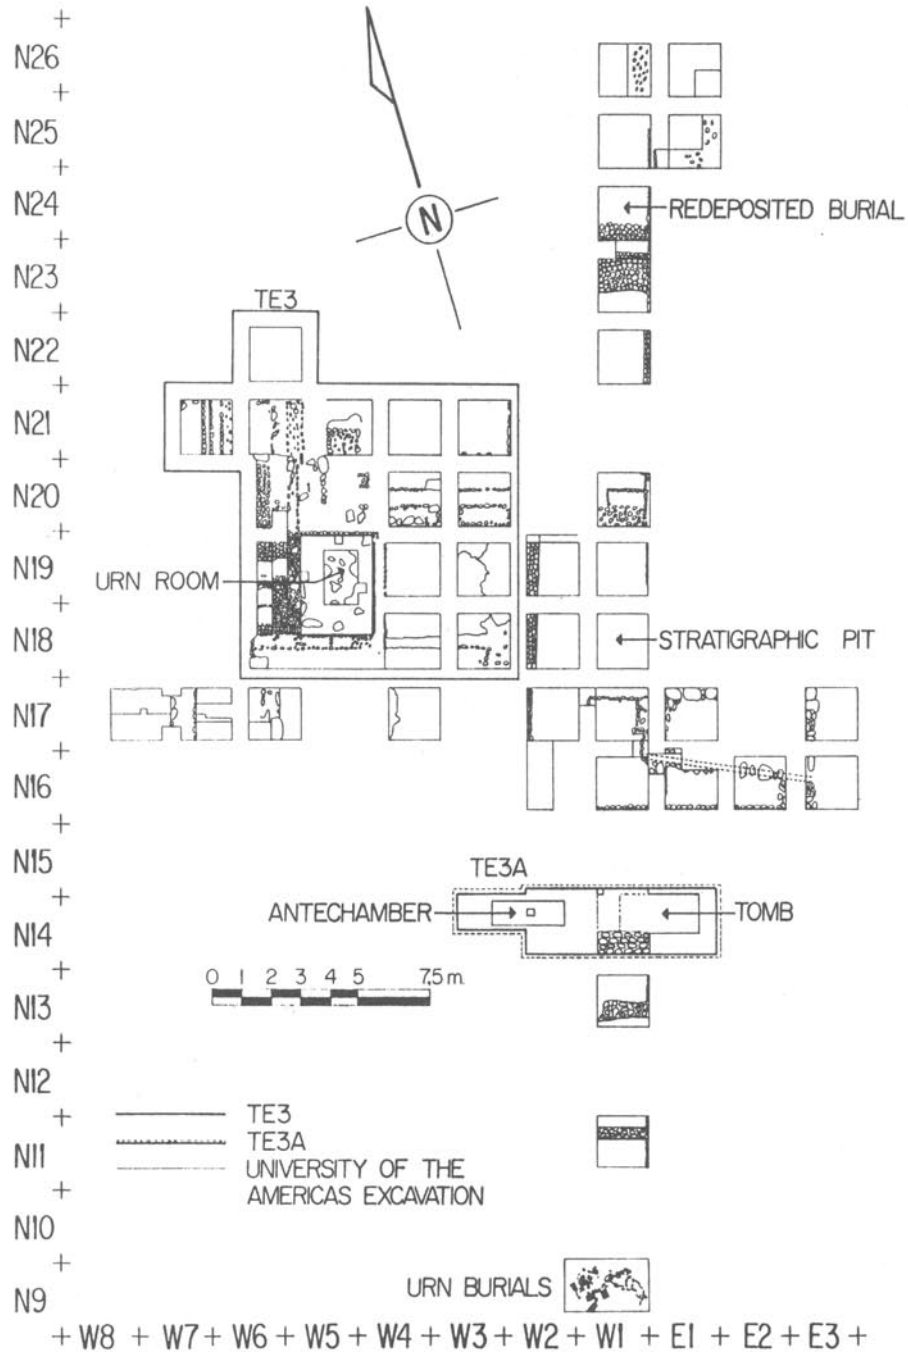 N26
N25
N24
REDEPOSITED BURIAL
N
N23
TE3
N22
N21
N20
N19
URN ROOM
N18
STRATIGRAPHIC PIT
N17
N16
N15
TE3A
ANTECHAMBER
TOMB
N14
0 1 2 3 4 5 7,5 m.
N13
N12
TE3
TE3A
N11
UNIVERSITY OF THE
AMERICAS EXCAVATION
N10
URN BURIALS
N9
+ W8 + W7 + W6 + W5 + W4 + W3 + W2 + W1 + E1 + E2 + E3 +